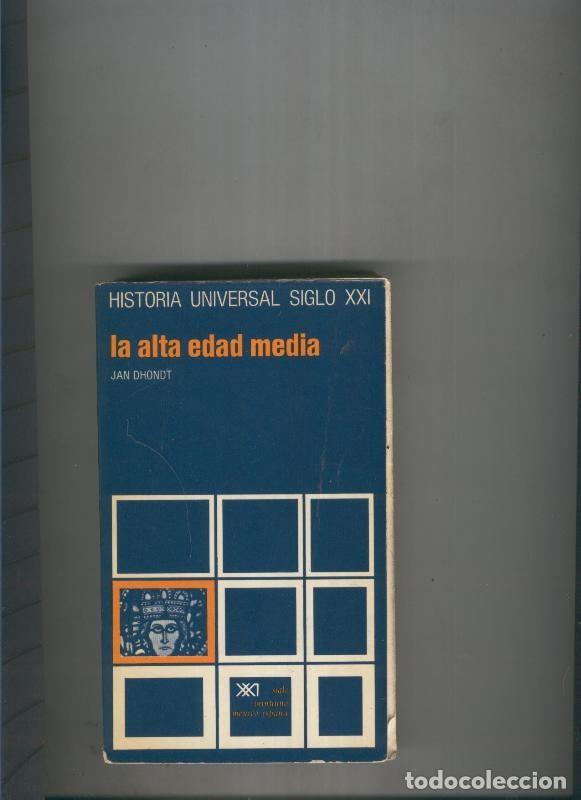 HISTORIA UNIVERSAL SIGLO XXI
la alta edad media
JAN DHONDT
XXI siglo
veintiuno
méxico españa
todocoleccion